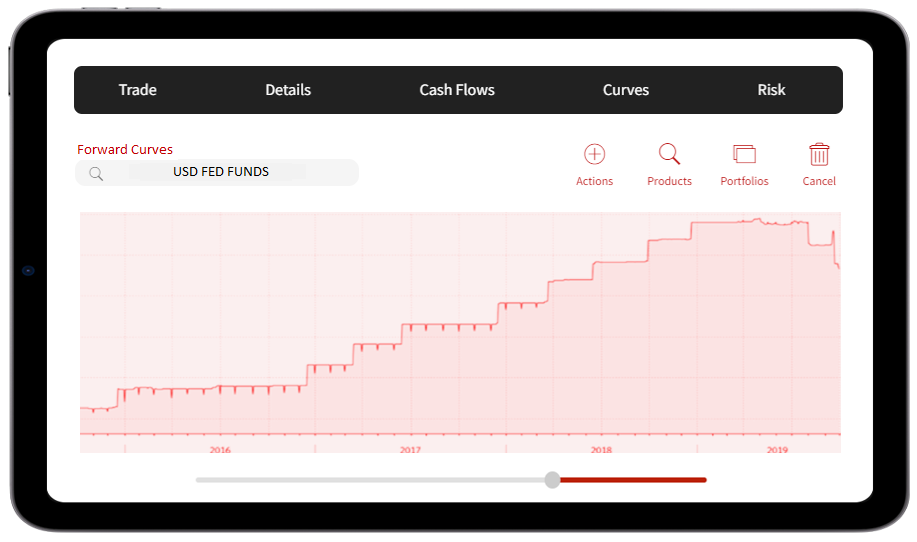 Trade Details Cash Flows Curves Risk
Forward Curves
USD FED FUNDS
Actions Products Portfolios Cancel
2016 2017 2018 2019